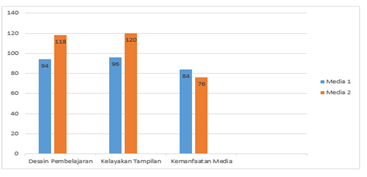 140
120
100
80
60
40
20
0
94
118
96
120
84
76
Desain Pembelajaran
Kelayakan Tampilan
Kemanfaatan Media
Media 1
Media 2